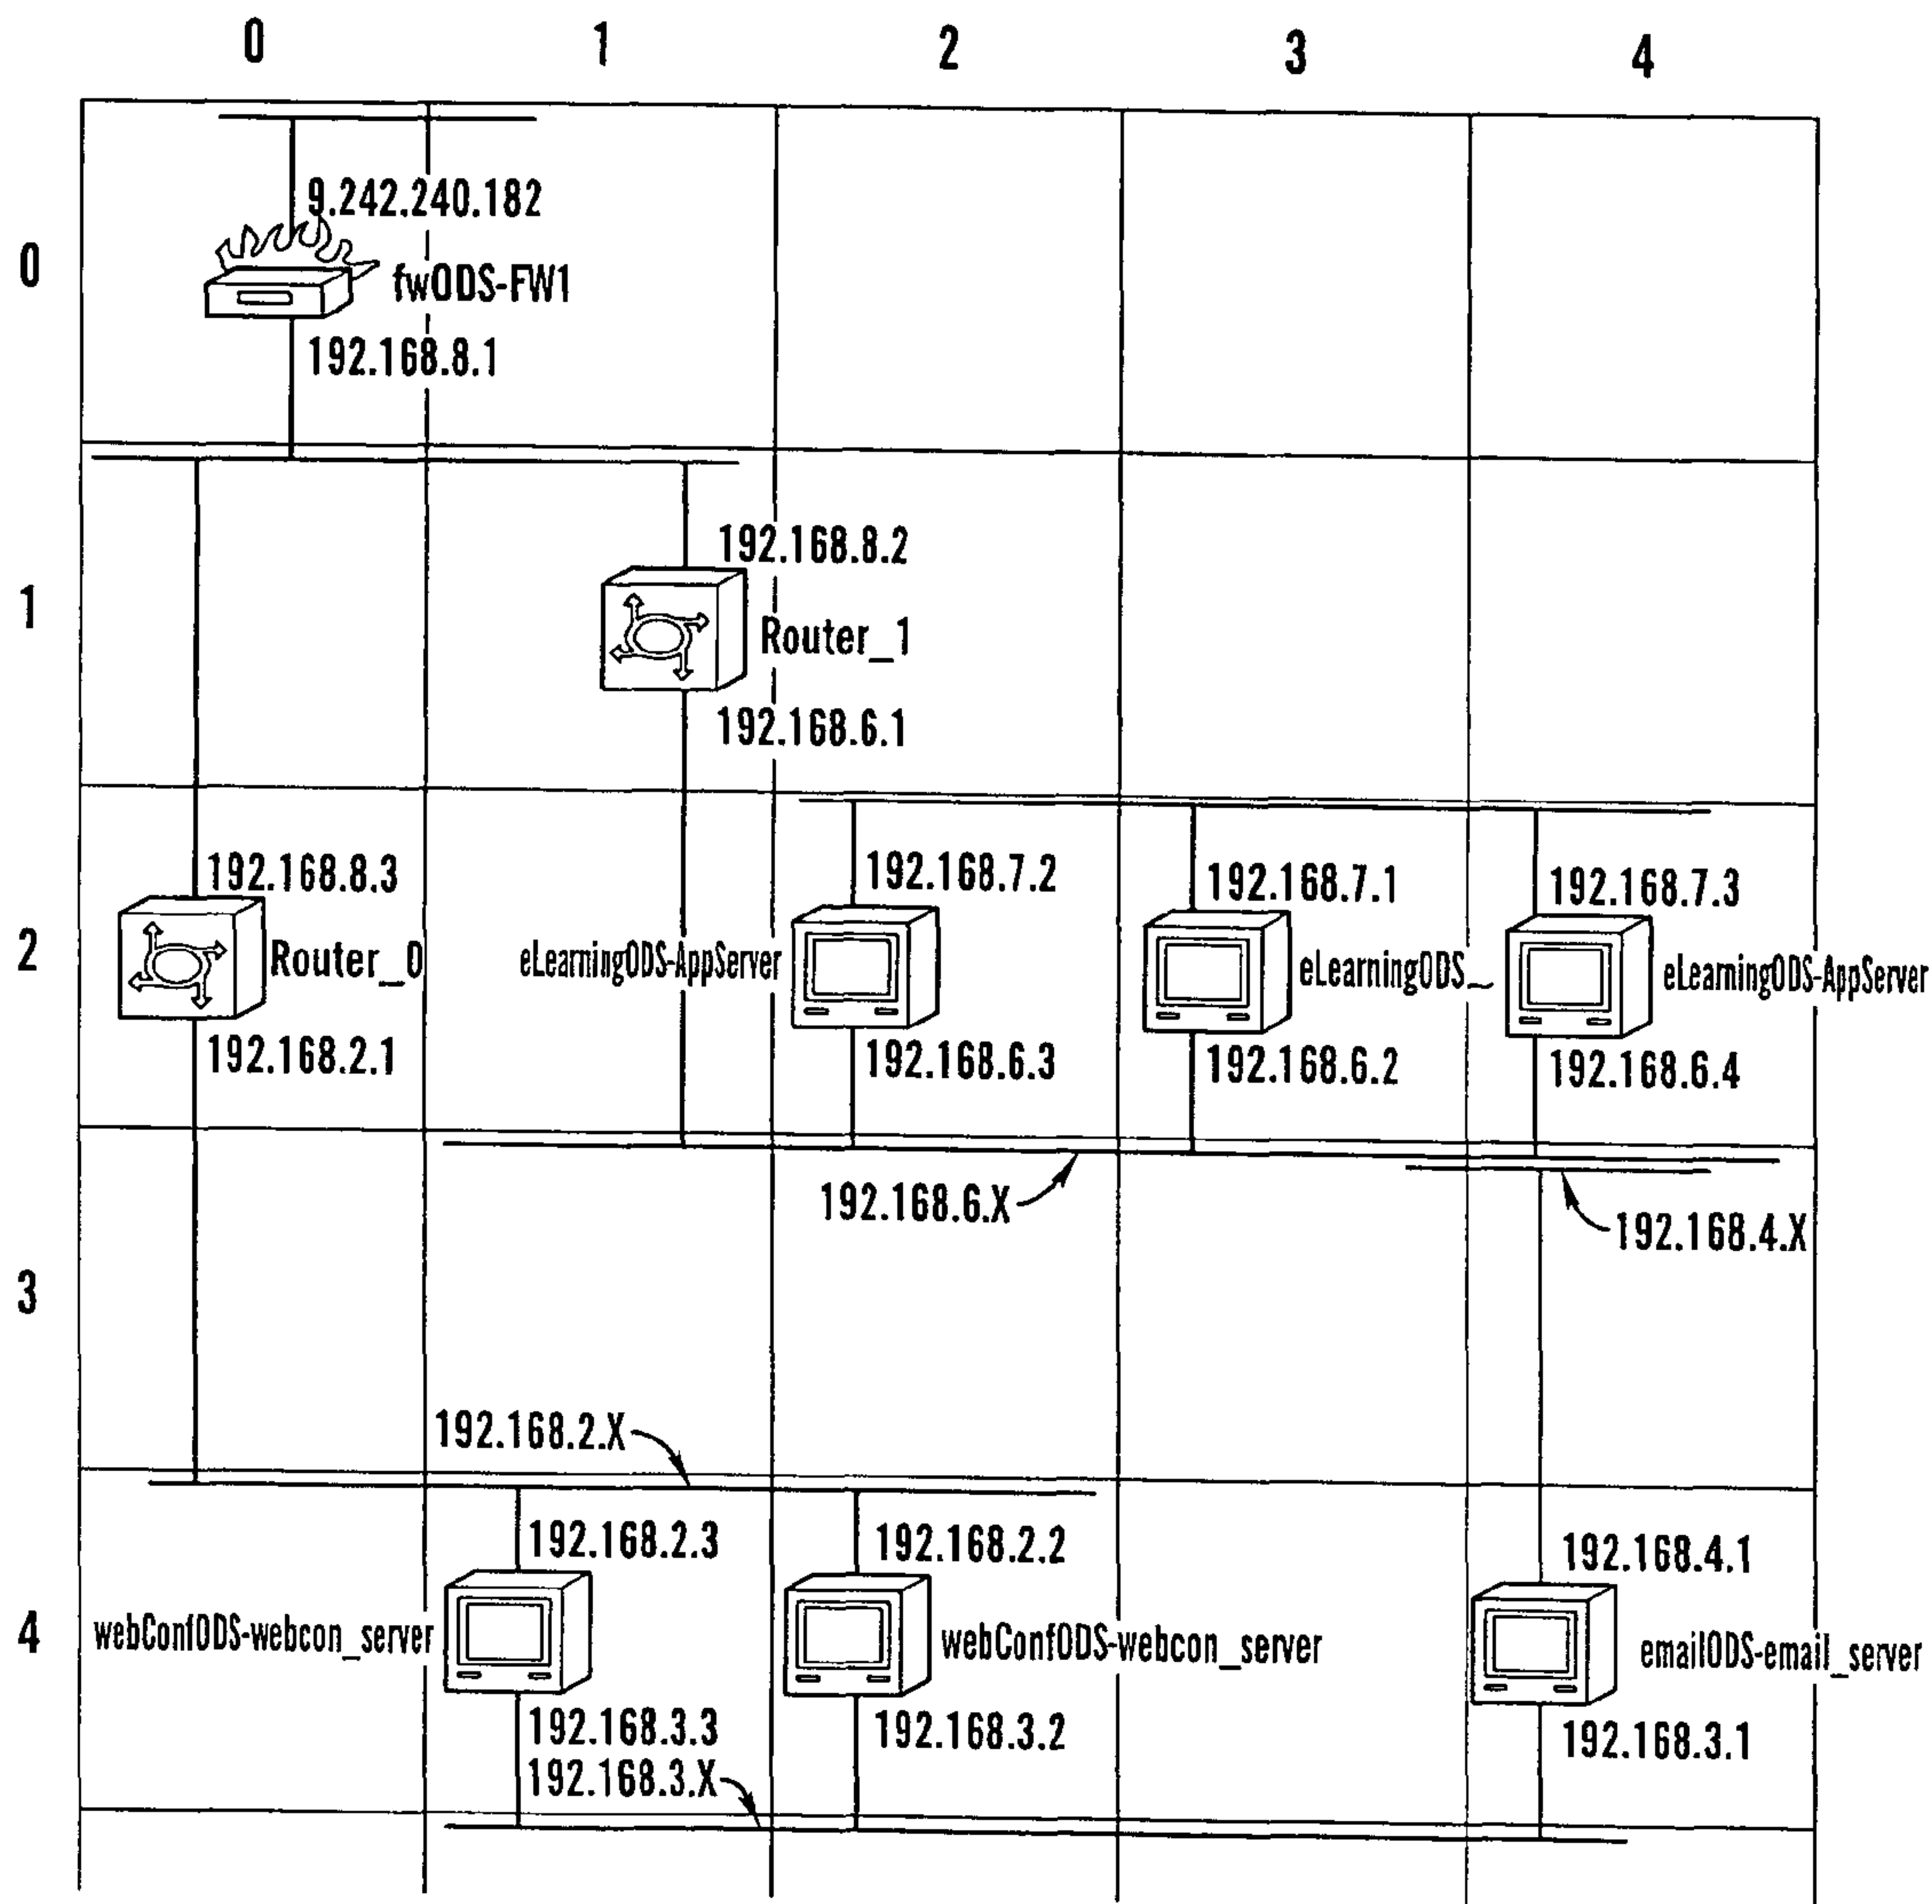 0 1 2 3 4
0
9.242.240.182
fwODS-FW1
192.168.8.1
1
192.168.8.2
Router_1
192.168.6.1
2
192.168.8.3
192.168.7.2
192.168.7.1
192.168.7.3
Router_0
eLearningODS-AppServer
eLearningODS_~
eLearningODS-AppServer
192.168.2.1
192.168.6.3
192.168.6.2
192.168.6.4
192.168.6.X
192.168.4.X
3
192.168.2.X
4
192.168.2.3
192.168.2.2
192.168.4.1
webConfODS-webcon_server
webConfODS-webcon_server
emailODS-email_server
192.168.3.3
192.168.3.2
192.168.3.1
192.168.3.X